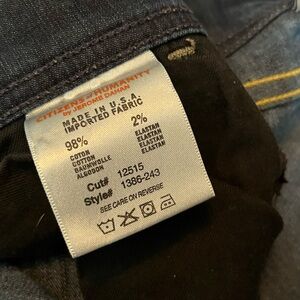 CITIZENS of HUMANITY
BY JEROME DAHAN
MADE IN U.S.A.
IMPORTED FABRIC
98% 2%
COTON ELASTAN
COTTON ELASTAN
BAUMWOLLE ELASTAN
ALGODON ELASTAN
Cut# 12515
Style# 1386-243
SEE CARE ON REVERSE